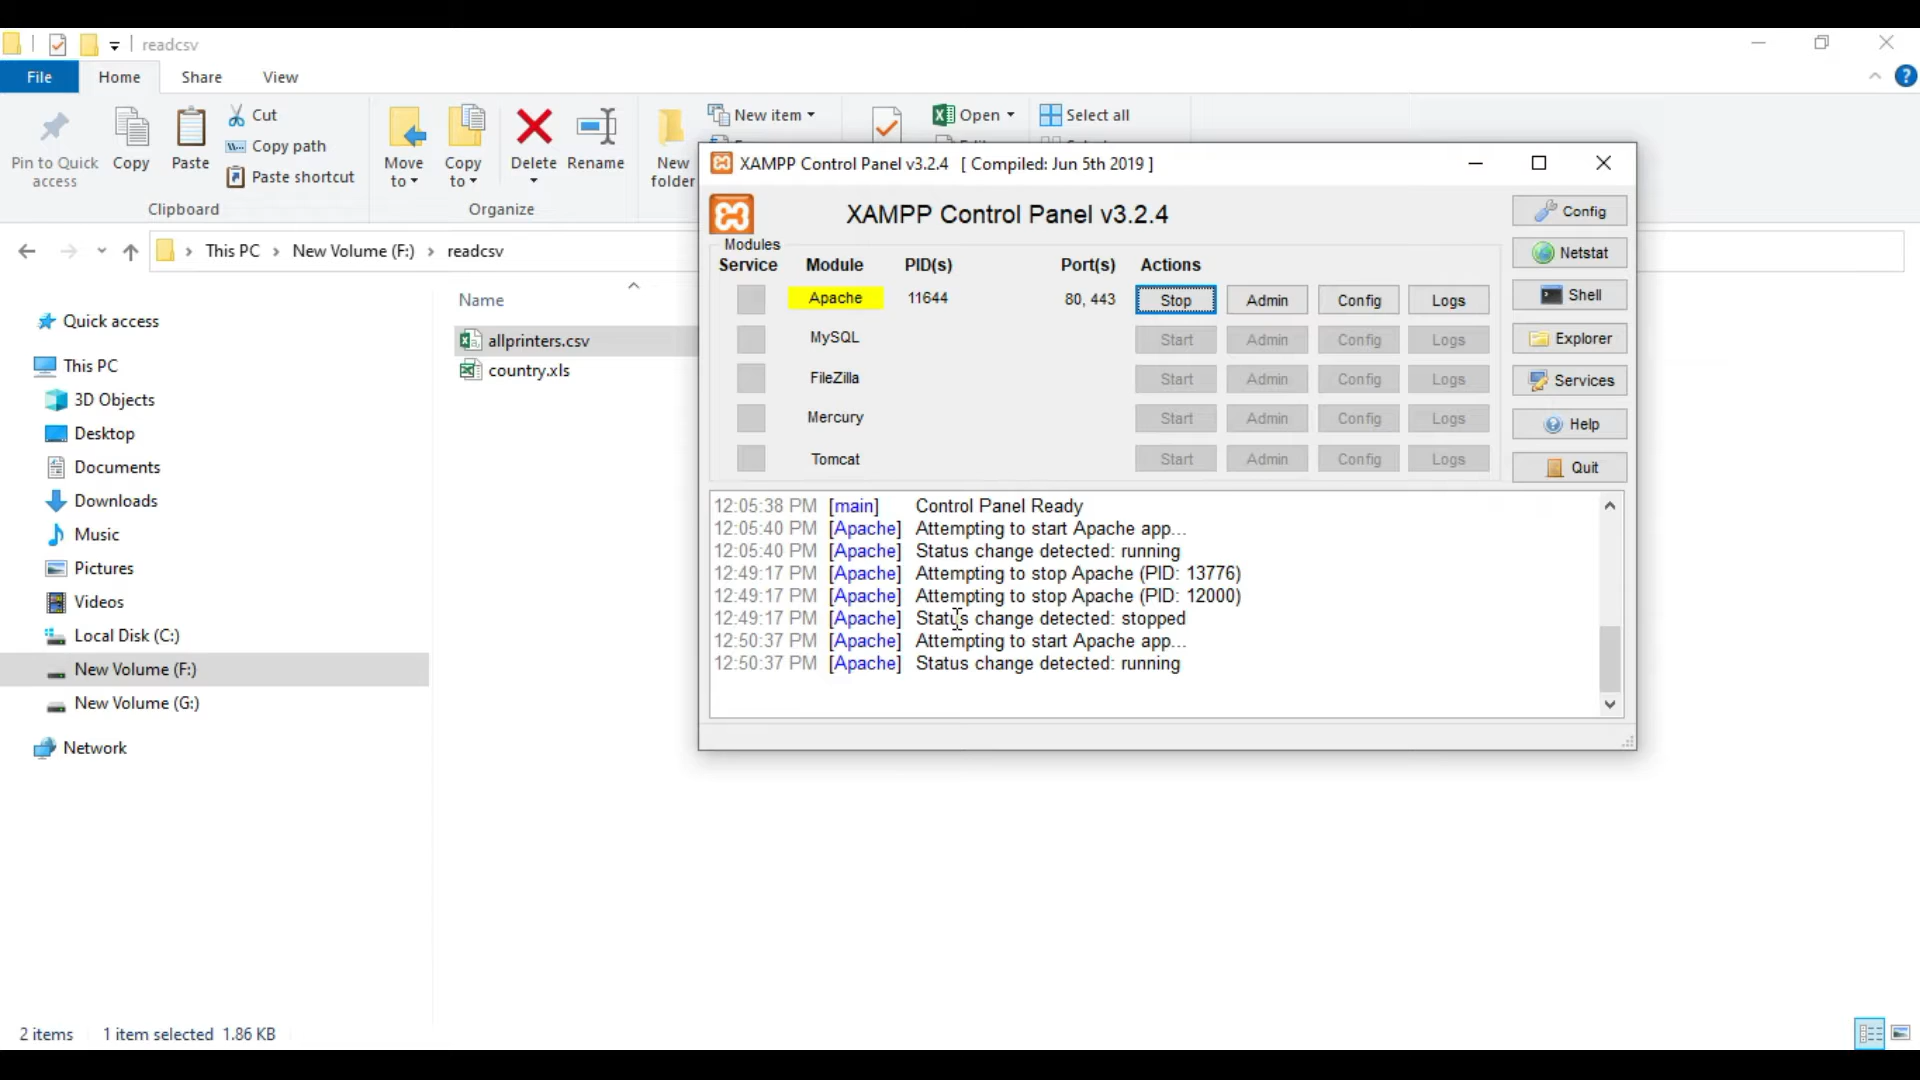 readcsv
File Home Share View
Pin to Quick access
Copy
Paste
Cut
Copy path
Paste shortcut
Clipboard
Move to
Copy to
Delete
Rename
Organize
New folder
New item
Open
Select all
This PC › New Volume (F:) › readcsv
Quick access
This PC
3D Objects
Desktop
Documents
Downloads
Music
Pictures
Videos
Local Disk (C:)
New Volume (F:)
New Volume (G:)
Network
Name
allprinters.csv
country.xls
XAMPP Control Panel v3.2.4 [ Compiled: Jun 5th 2019 ]
XAMPP Control Panel v3.2.4
Modules
Service Module PID(s) Port(s) Actions
Apache 11644 80, 443 Stop Admin Config Logs
MySQL Start Admin Config Logs
FileZilla Start Admin Config Logs
Mercury Start Admin Config Logs
Tomcat Start Admin Config Logs
Config
Netstat
Shell
Explorer
Services
Help
Quit
12:05:38 PM [main] Control Panel Ready
12:05:40 PM [Apache] Attempting to start Apache app...
12:05:40 PM [Apache] Status change detected: running
12:49:17 PM [Apache] Attempting to stop Apache (PID: 13776)
12:49:17 PM [Apache] Attempting to stop Apache (PID: 12000)
12:49:17 PM [Apache] Status change detected: stopped
12:50:37 PM [Apache] Attempting to start Apache app...
12:50:37 PM [Apache] Status change detected: running
2 items 1 item selected 1.86 KB